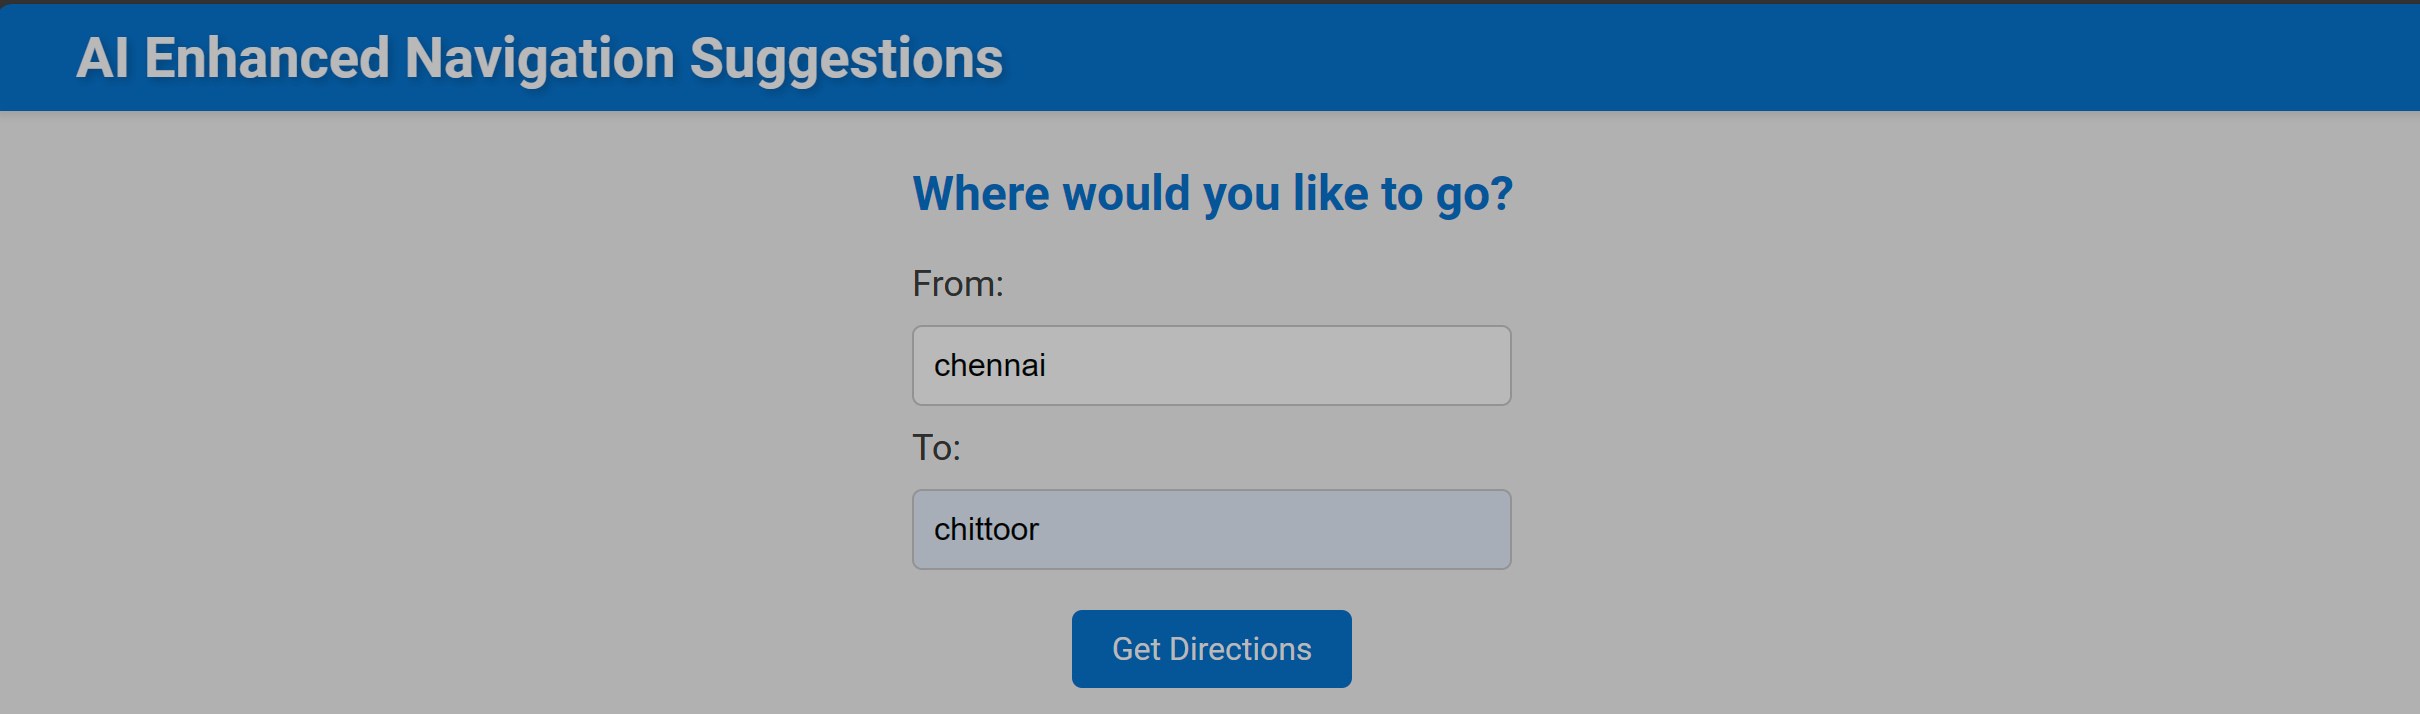 AI Enhanced Navigation Suggestions
Where would you like to go?
From:
chennai
To:
chittoor
Get Directions